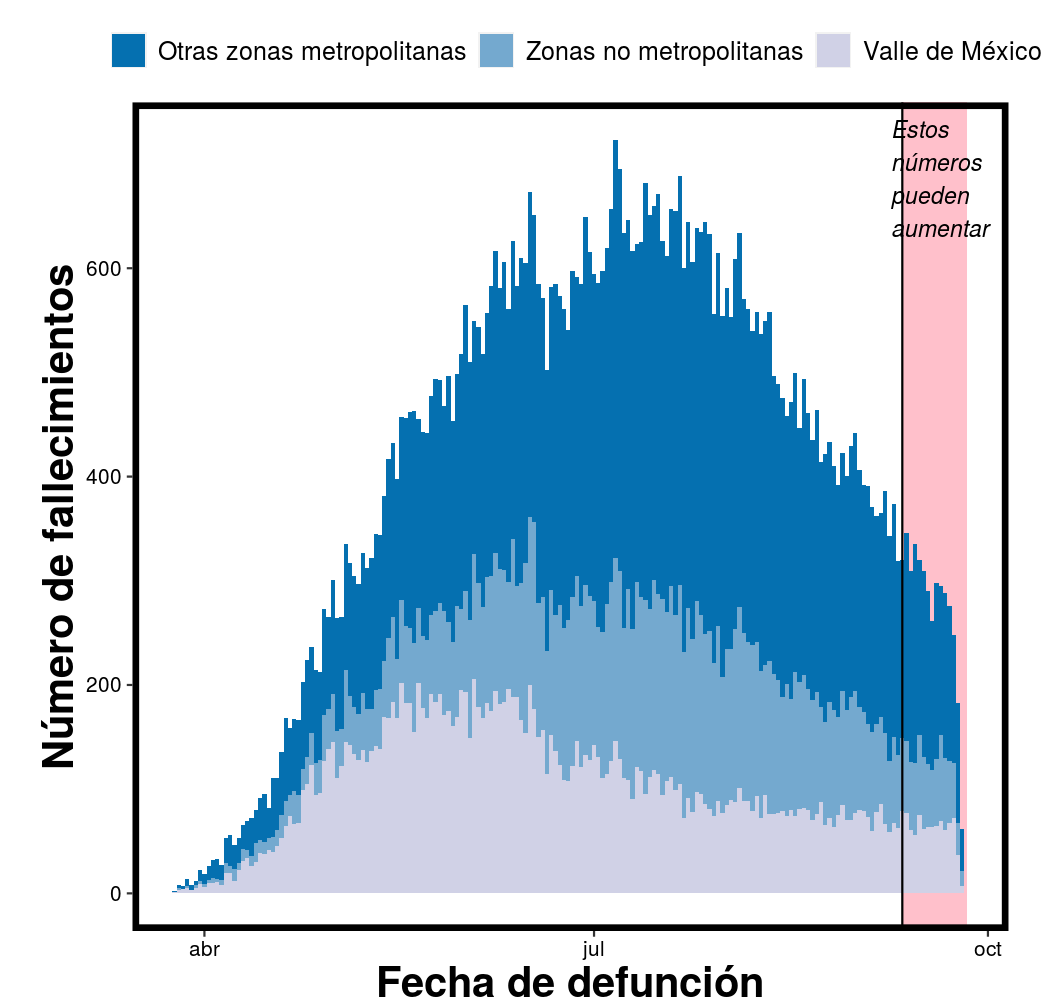 Otras zonas metropolitanas Zonas no metropolitanas Valle de México
Estos
números
pueden
aumentar
600
400
200
0
Número de fallecimientos
abr jul oct
Fecha de defunción